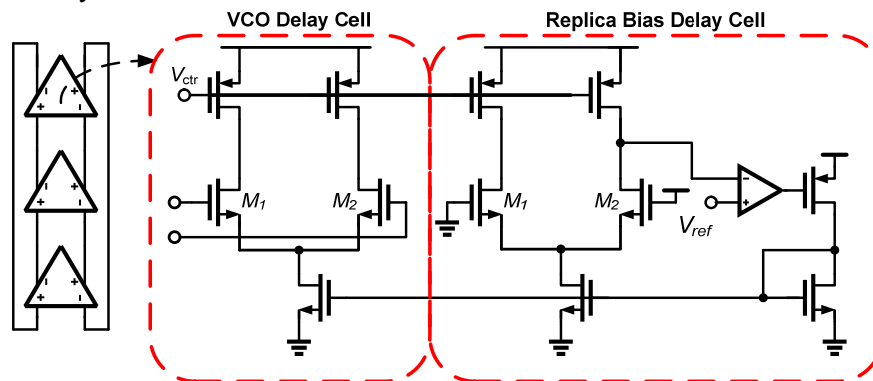 VCO Delay Cell
Replica Bias Delay Cell
Vctr
M1
M2
M1
M2
Vref